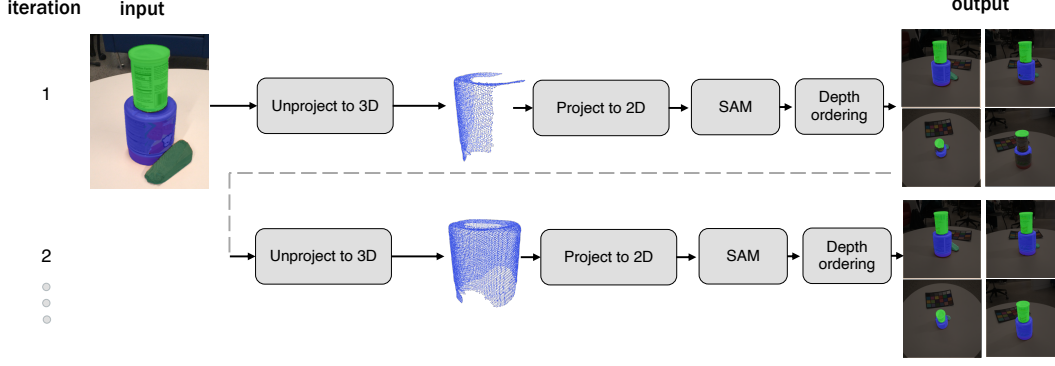 iteration
input
output
1
Unproject to 3D
Project to 2D
SAM
Depth
ordering
2
Unproject to 3D
Project to 2D
SAM
Depth
ordering